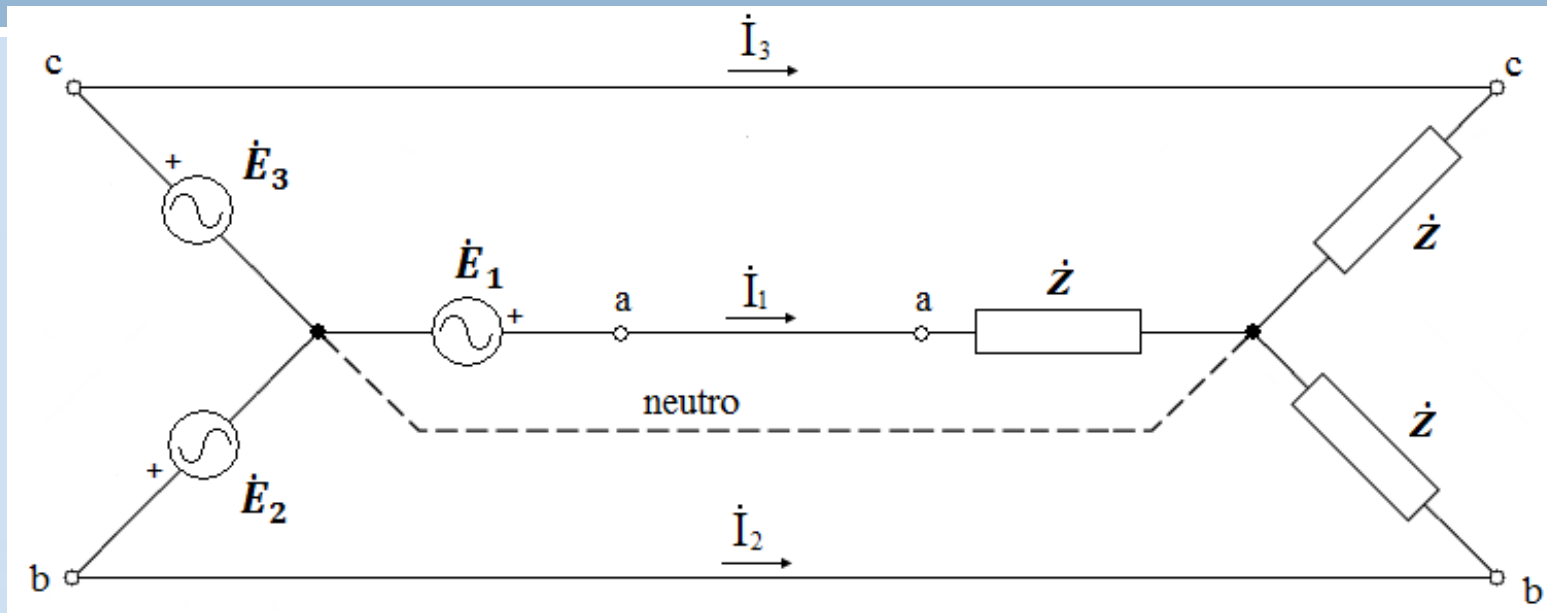 İ₃
c c
+
Ė₃
Ė₁
+ a İ₁ a Ż
Ż
neutro
Ż
+
Ė₂
İ₂
b b